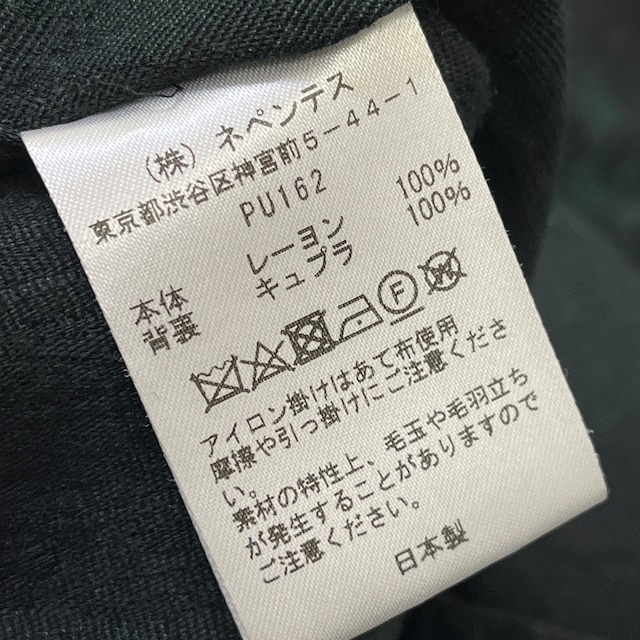 (株) ネペンテス
東京都渋谷区神宮前5-44-1
PU162
本体 レーヨン 100%
背裏 キュプラ 100%
F W
アイロン掛けはあて布使用
摩擦や引っ掛けにご注意くださ
い。
素材の特性上、毛玉や毛羽立ち
が発生することがありますので
ご注意ください。
日本製